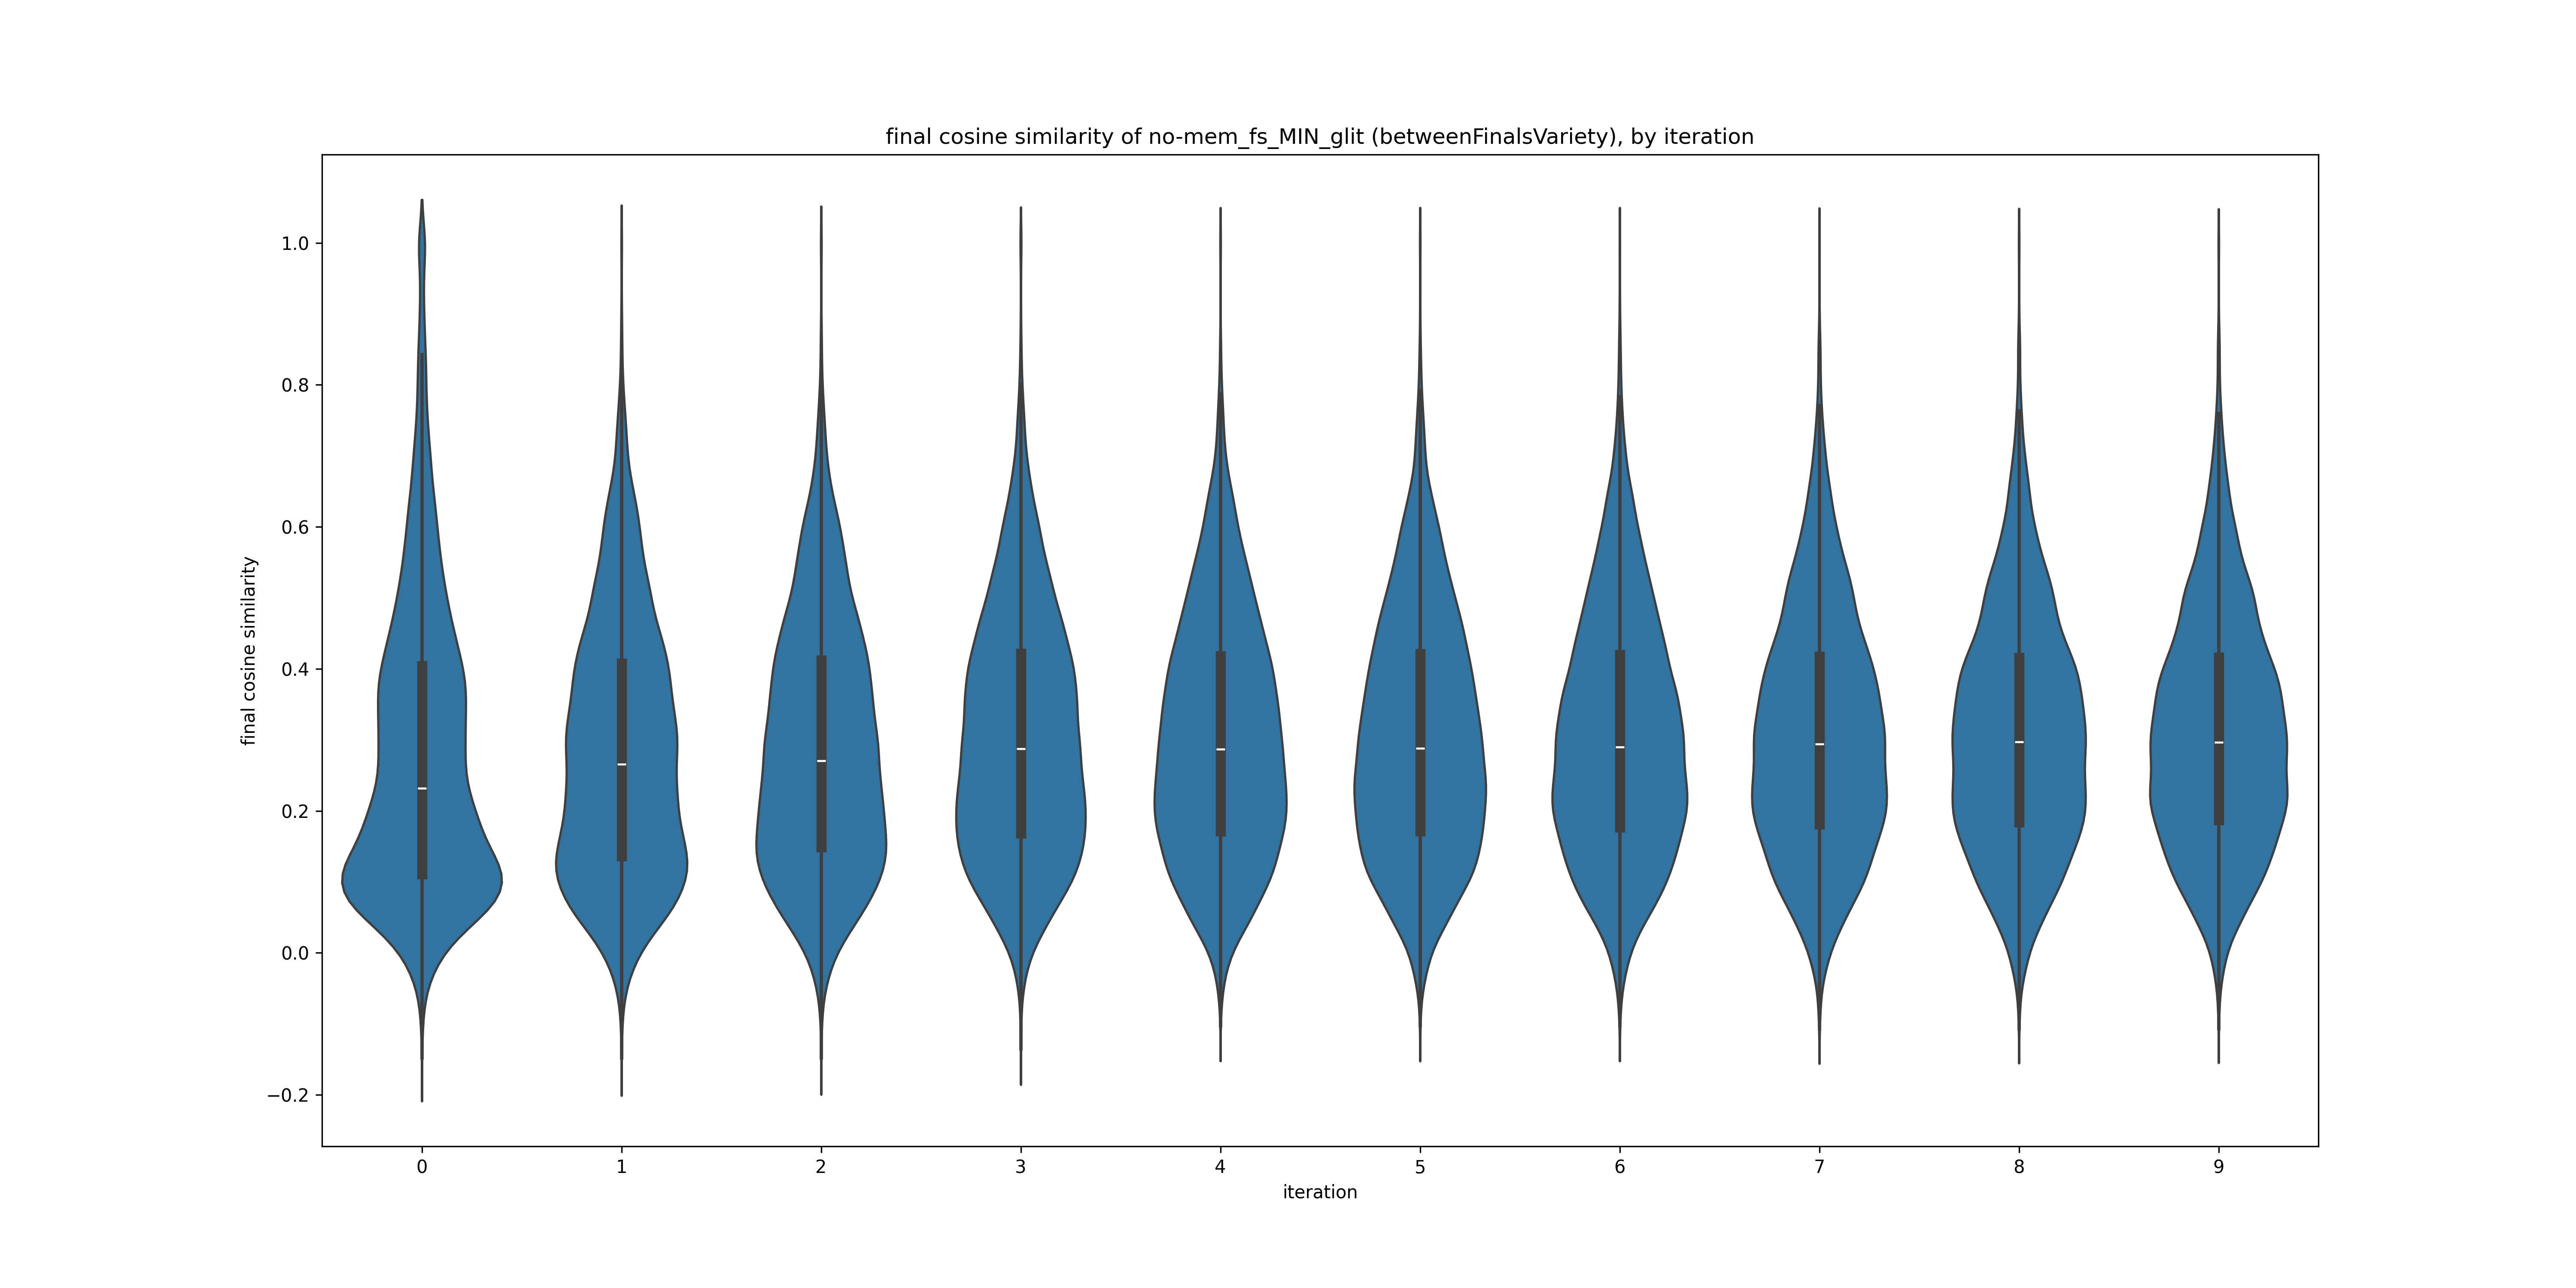 final cosine similarity of no-mem_fs_MIN_glit (betweenFinalsVariety), by iteration
final cosine similarity
1.0
0.8
0.6
0.4
0.2
0.0
−0.2
0 1 2 3 4 5 6 7 8 9
iteration